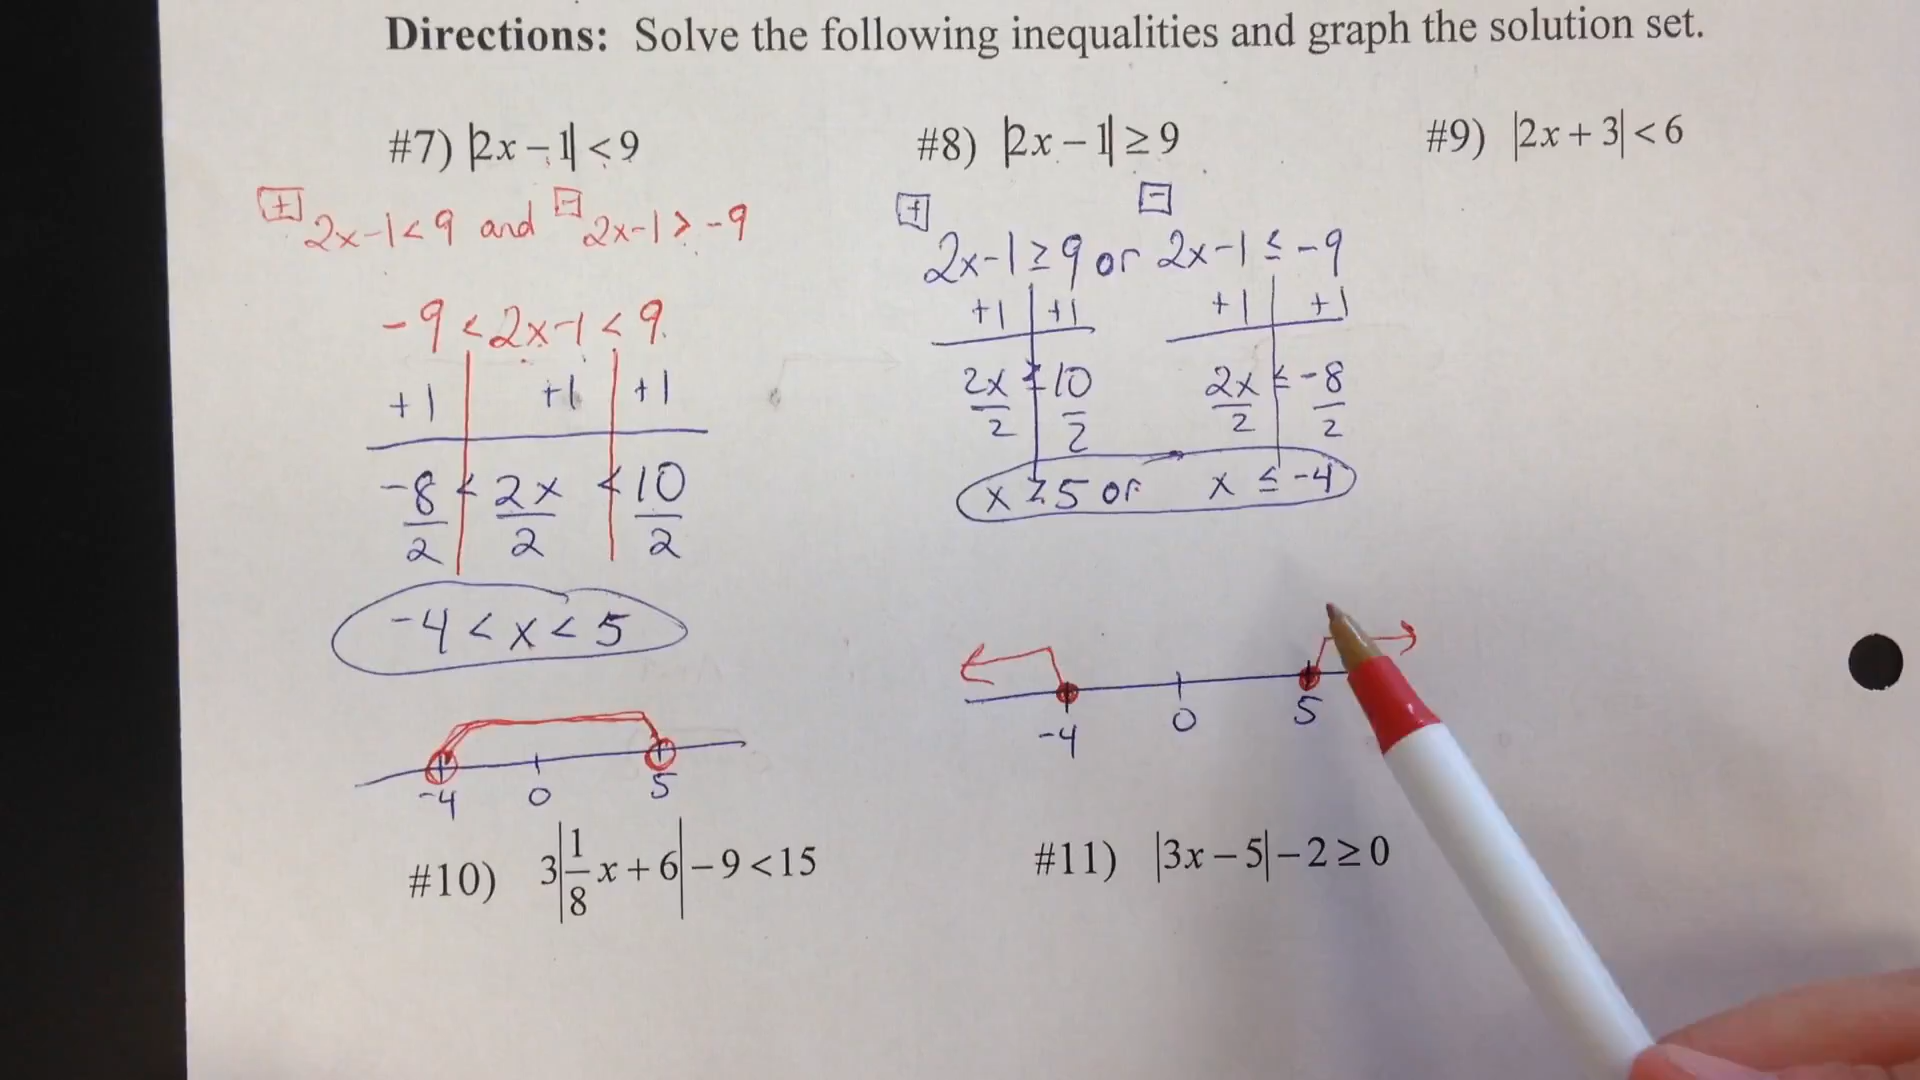 Directions: Solve the following inequalities and graph the solution set.
#7) |2x − 1| < 9
+ 2x-1 < 9 and - 2x-1 > -9
-9 < 2x-1 < 9
+1 +1 +1
-8/2 < 2x/2 < 10/2
-4 < x < 5
-4 0 5
#8) |2x − 1| ≥ 9
+ -
2x-1 ≥ 9 or 2x-1 ≤ -9
+1 +1 +1 +1
2x/2 ≥ 10/2 2x/2 ≤ -8/2
x ≥ 5 or x ≤ -4
-4 0 5
#9) |2x + 3| < 6
#10) 3|1/8 x + 6| − 9 < 15
#11) |3x − 5| − 2 ≥ 0